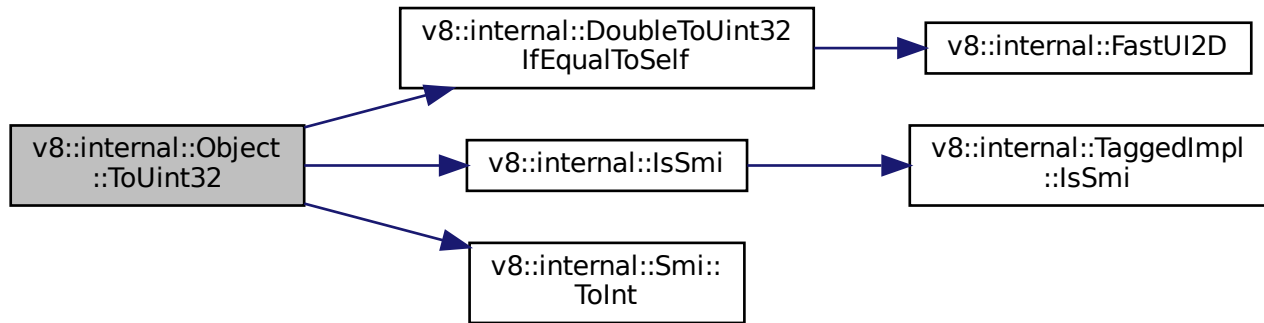 v8::internal::Object
::ToUint32
v8::internal::DoubleToUint32
IfEqualToSelf
v8::internal::FastUI2D
v8::internal::IsSmi
v8::internal::TaggedImpl
::IsSmi
v8::internal::Smi::
ToInt